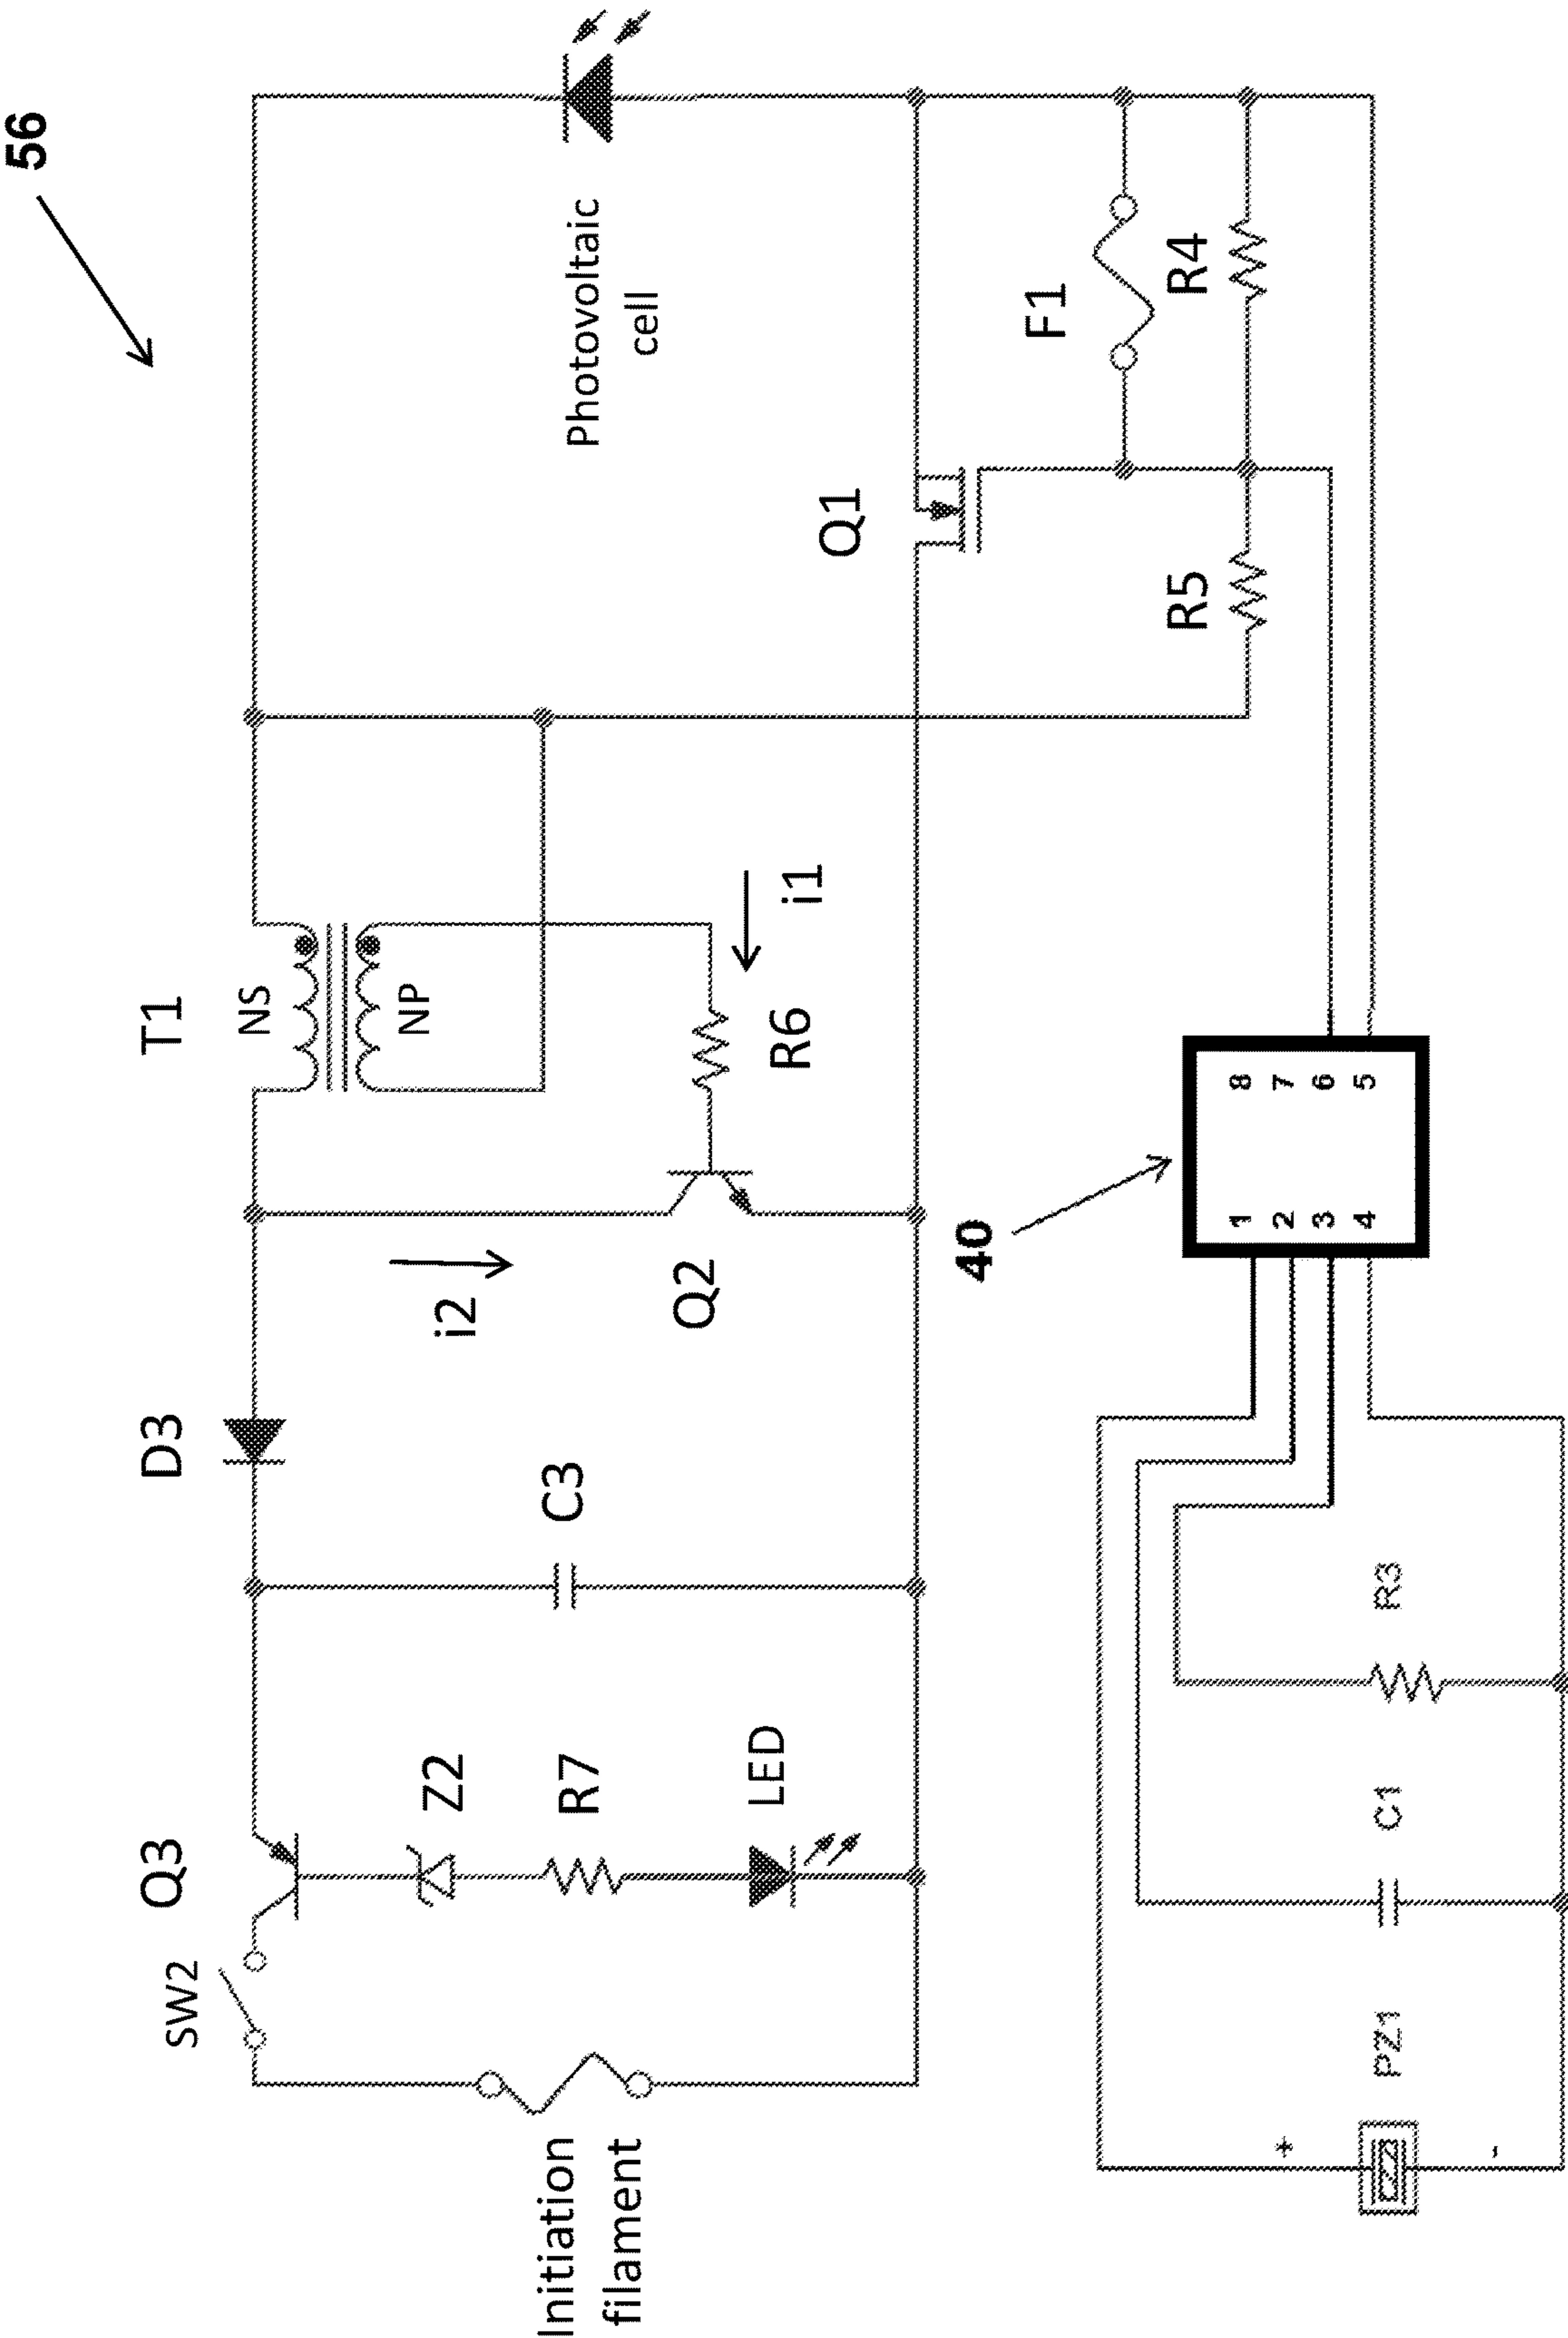 56
Photovoltaic
cell
T1
NS
NP
D3
C3
i2
i1
R6
Q2
Q3
SW2
Z2
R7
LED
Initiation
filament
Q1
F1
R4
R5
40
1
2
3
4
8
7
6
5
R3
C1
PZ1
+
-